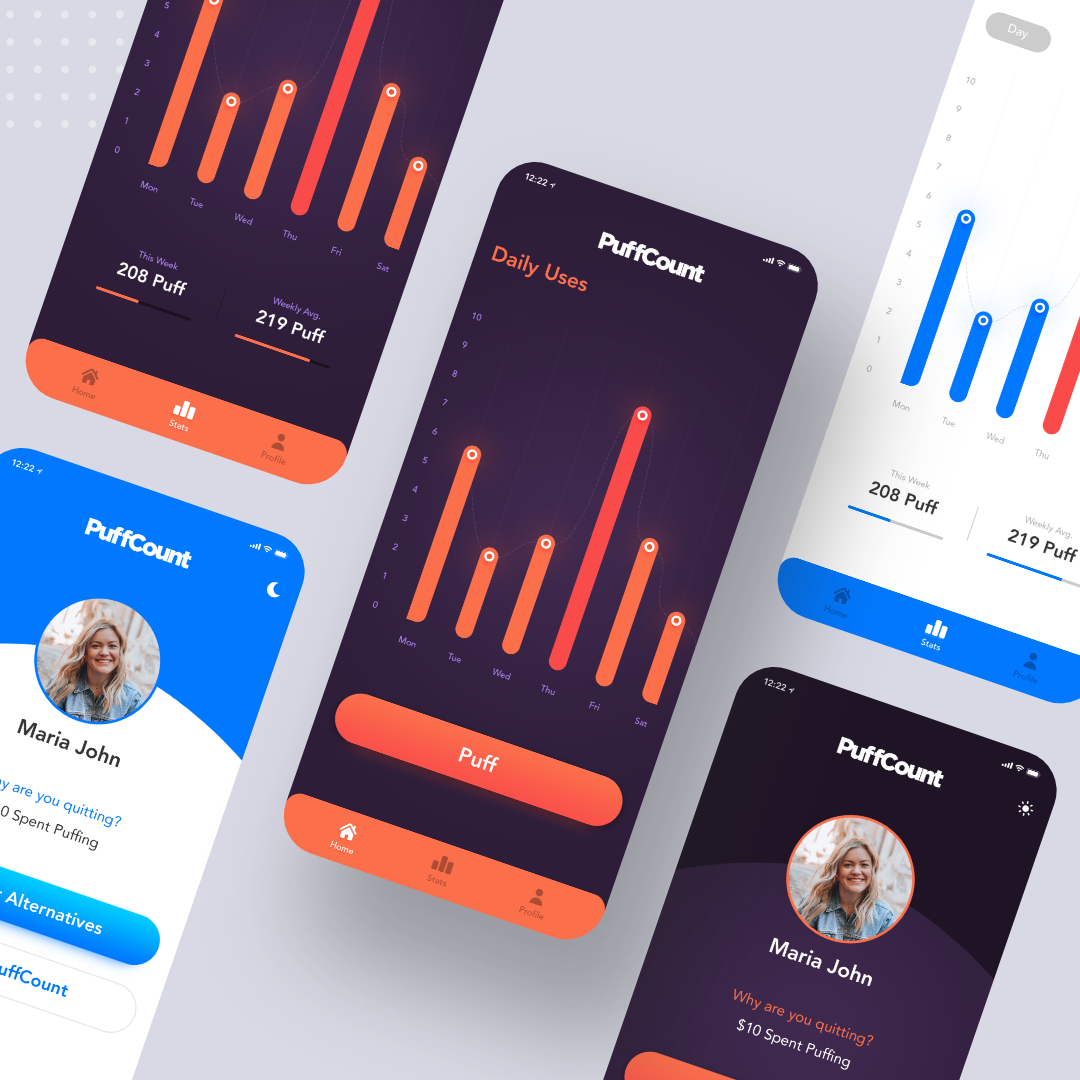 5
4
3
2
1
0
Mon
Tue
Wed
Thu
Fri
Sat
This Week
208 Puff
Weekly Avg.
219 Puff
Home
Stats
Profile
12:22
PuffCount
Daily Uses
10
9
8
7
6
5
4
3
2
1
0
Mon
Tue
Wed
Thu
Fri
Sat
Puff
Home
Stats
Profile
Day
10
9
8
7
6
5
4
3
2
1
0
Mon
Tue
Wed
Thu
This Week
208 Puff
Weekly Avg.
219 Puff
Home
Stats
Profile
12:22
PuffCount
Maria John
are you quitting?
0 Spent Puffing
Alternatives
uffCount
12:22
PuffCount
Maria John
Why are you quitting?
$10 Spent Puffing